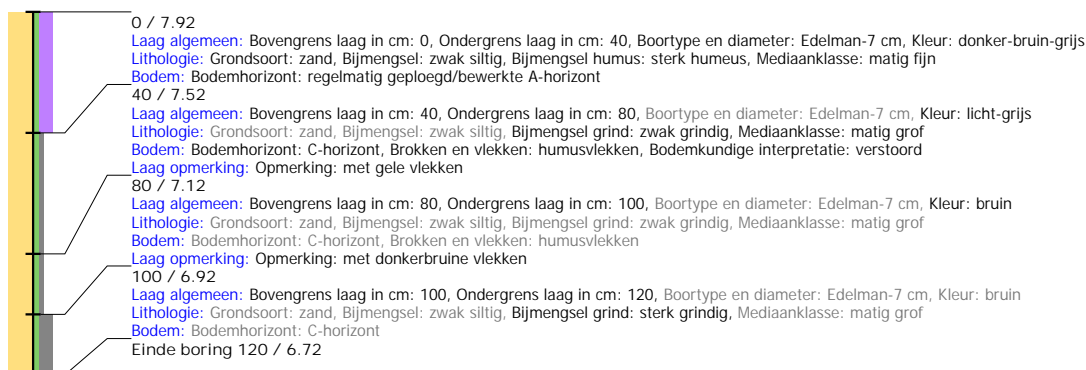 0 / 7.92
Laag algemeen: Bovengrens laag in cm: 0, Ondergrens laag in cm: 40, Boortype en diameter: Edelman-7 cm, Kleur: donker-bruin-grijs
Lithologie: Grondsoort: zand, Bijmengsel: zwak siltig, Bijmengsel humus: sterk humeus, Mediaanklasse: matig fijn
Bodem: Bodemhorizont: regelmatig geploegd/bewerkte A-horizont
40 / 7.52
Laag algemeen: Bovengrens laag in cm: 40, Ondergrens laag in cm: 80, Boortype en diameter: Edelman-7 cm, Kleur: licht-grijs
Lithologie: Grondsoort: zand, Bijmengsel: zwak siltig, Bijmengsel grind: zwak grindig, Mediaanklasse: matig grof
Bodem: Bodemhorizont: C-horizont, Brokken en vlekken: humusvlekken, Bodemkundige interpretatie: verstoord
Laag opmerking: Opmerking: met gele vlekken
80 / 7.12
Laag algemeen: Bovengrens laag in cm: 80, Ondergrens laag in cm: 100, Boortype en diameter: Edelman-7 cm, Kleur: bruin
Lithologie: Grondsoort: zand, Bijmengsel: zwak siltig, Bijmengsel grind: zwak grindig, Mediaanklasse: matig grof
Bodem: Bodemhorizont: C-horizont, Brokken en vlekken: humusvlekken
Laag opmerking: Opmerking: met donkerbruine vlekken
100 / 6.92
Laag algemeen: Bovengrens laag in cm: 100, Ondergrens laag in cm: 120, Boortype en diameter: Edelman-7 cm, Kleur: bruin
Lithologie: Grondsoort: zand, Bijmengsel: zwak siltig, Bijmengsel grind: sterk grindig, Mediaanklasse: matig grof
Bodem: Bodemhorizont: C-horizont
Einde boring 120 / 6.72